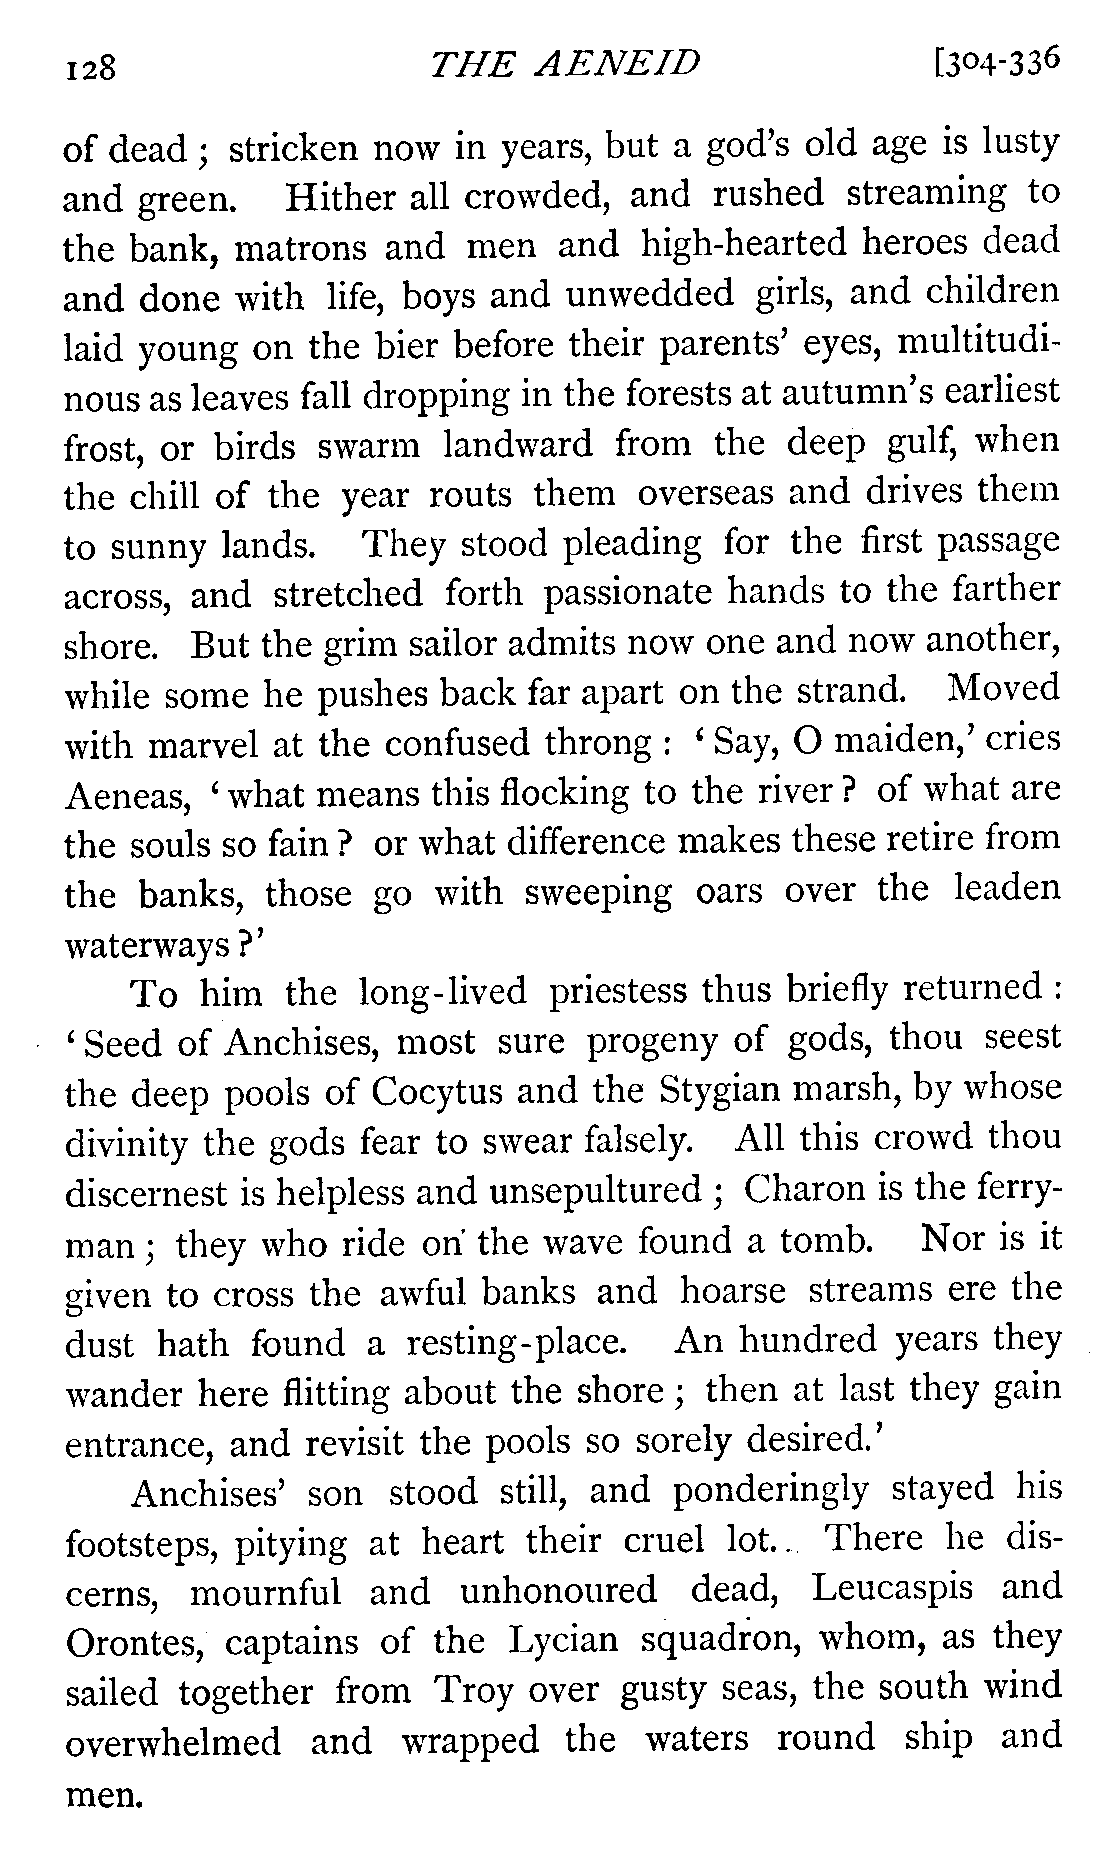 128 THE AENEID [304-336
of dead ; stricken now in years, but a god's old age is lusty
and green. Hither all crowded, and rushed streaming to
the bank, matrons and men and high-hearted heroes dead
and done with life, boys and unwedded girls, and children
laid young on the bier before their parents' eyes, multitudi-
nous as leaves fall dropping in the forests at autumn's earliest
frost, or birds swarm landward from the deep gulf, when
the chill of the year routs them overseas and drives them
to sunny lands. They stood pleading for the first passage
across, and stretched forth passionate hands to the farther
shore. But the grim sailor admits now one and now another,
while some he pushes back far apart on the strand. Moved
with marvel at the confused throng : ‘ Say, O maiden,’ cries
Aeneas, ‘ what means this flocking to the river ? of what are
the souls so fain ? or what difference makes these retire from
the banks, those go with sweeping oars over the leaden
waterways ?’
To him the long-lived priestess thus briefly returned :
‘ Seed of Anchises, most sure progeny of gods, thou seest
the deep pools of Cocytus and the Stygian marsh, by whose
divinity the gods fear to swear falsely. All this crowd thou
discernest is helpless and unsepultured ; Charon is the ferry-
man ; they who ride on the wave found a tomb. Nor is it
given to cross the awful banks and hoarse streams ere the
dust hath found a resting-place. An hundred years they
wander here flitting about the shore ; then at last they gain
entrance, and revisit the pools so sorely desired.’
Anchises' son stood still, and ponderingly stayed his
footsteps, pitying at heart their cruel lot. There he dis-
cerns, mournful and unhonoured dead, Leucaspis and
Orontes, captains of the Lycian squadron, whom, as they
sailed together from Troy over gusty seas, the south wind
overwhelmed and wrapped the waters round ship and
men.